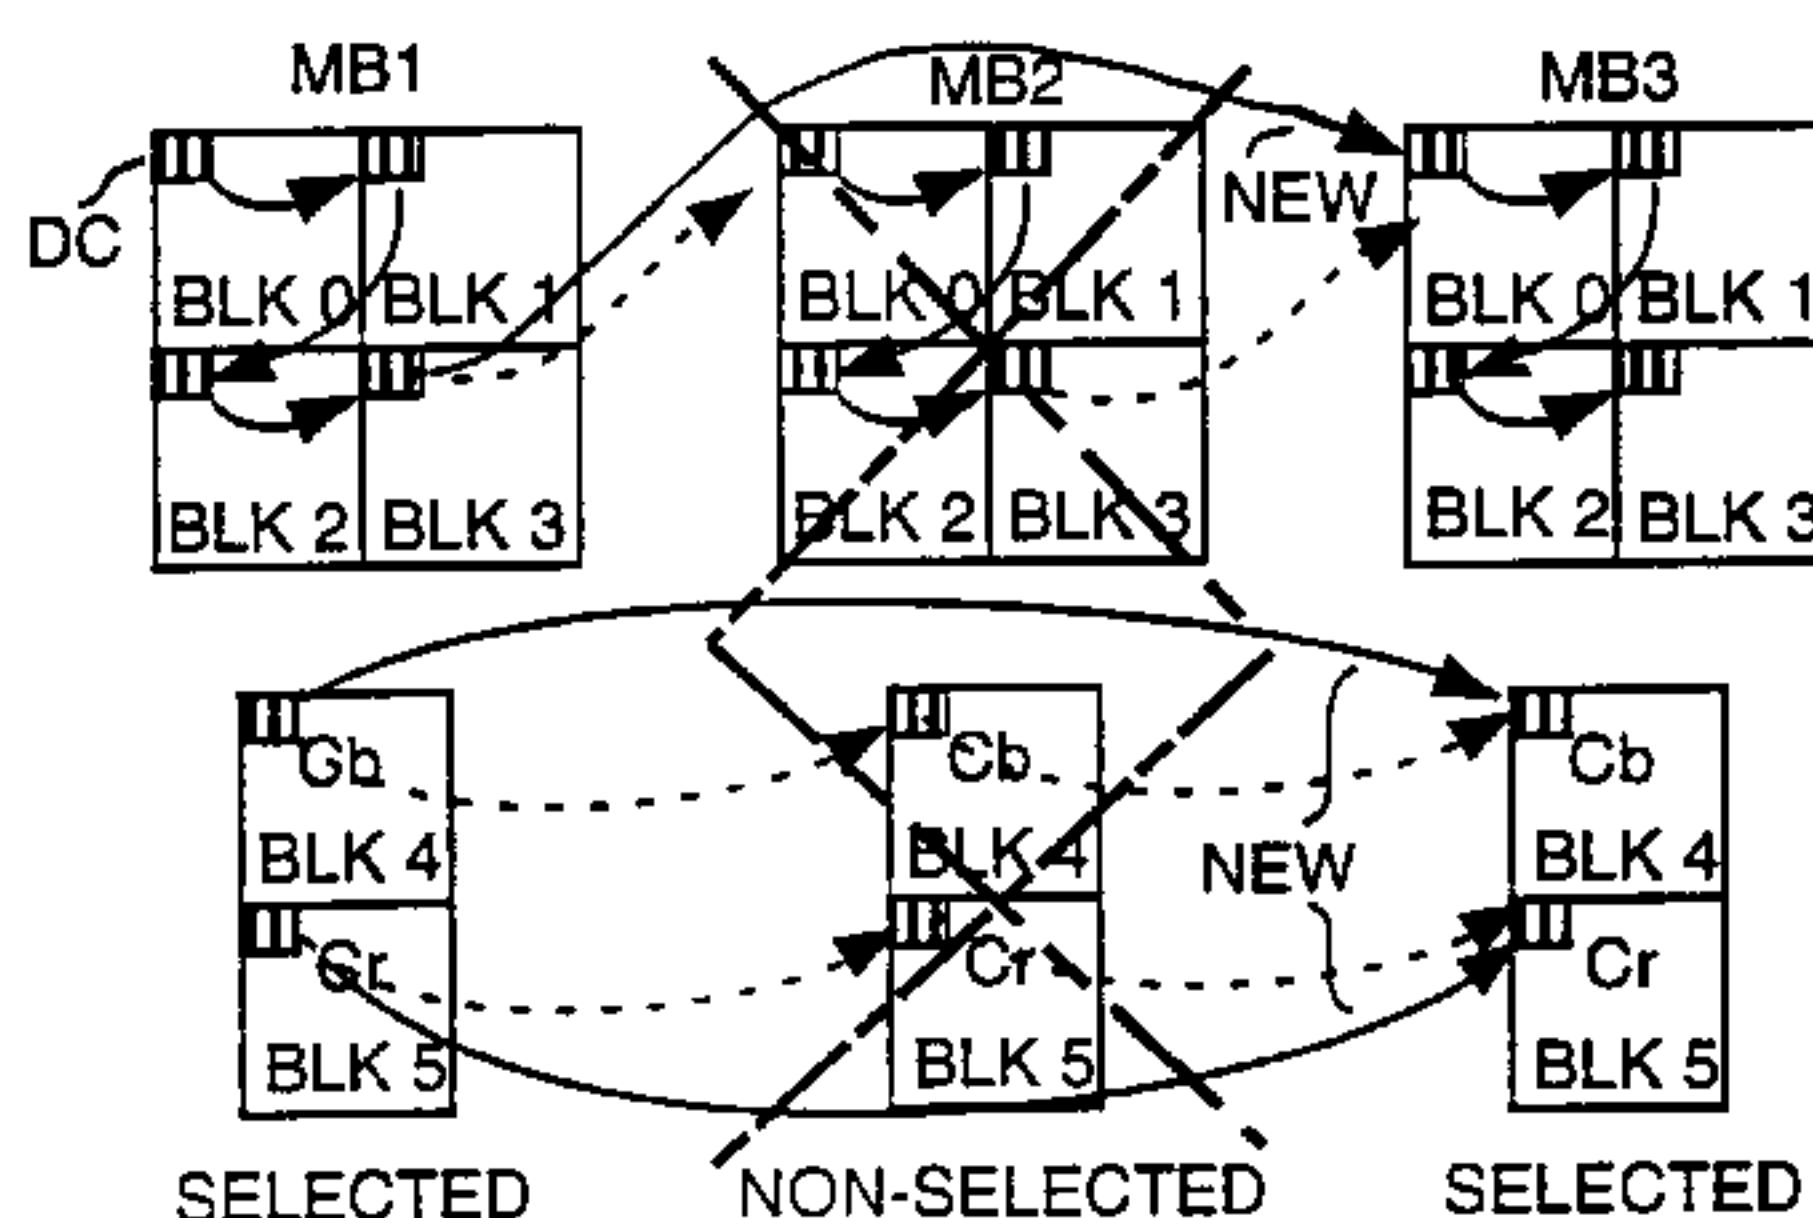 MB1
MB2
MB3
DC
NEW
BLK 0
BLK 1
BLK 0
BLK 1
BLK 0
BLK 1
BLK 2
BLK 3
BLK 2
BLK 3
BLK 2
BLK 3
Cb
Cb
Cb
BLK 4
BLK 4
NEW
BLK 4
Cr
Cr
Cr
BLK 5
BLK 5
BLK 5
SELECTED
NON-SELECTED
SELECTED